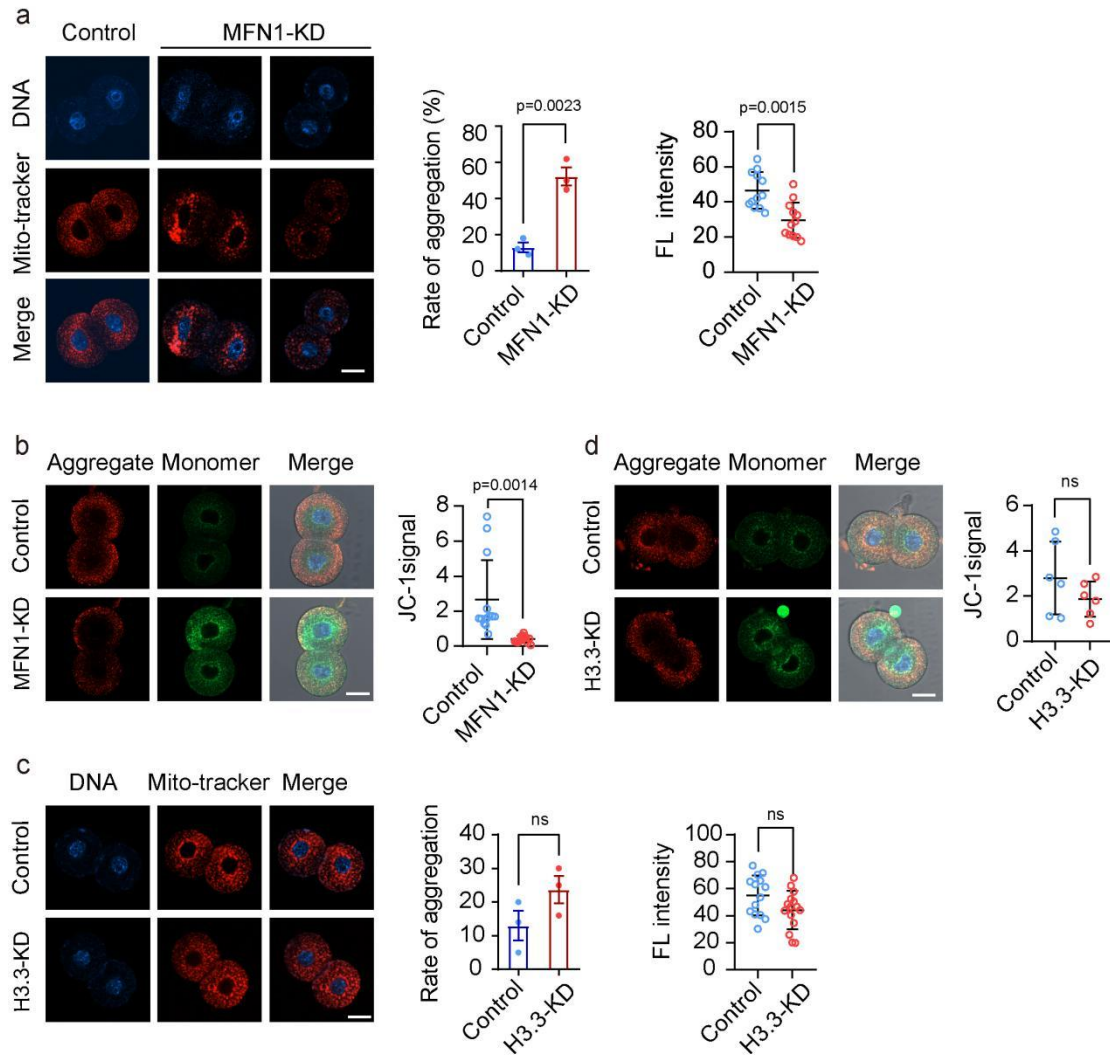 a
Control
MFN1-KD
DNA
Mito-tracker
Merge
Rate of aggregation (%)
80
60
40
20
0
p=0.0023
Control
MFN1-KD
FL intensity
80
60
40
20
0
p=0.0015
Control
MFN1-KD
b
Aggregate
Monomer
Merge
Control
MFN1-KD
JC-1signal
8
6
4
2
0
p=0.0014
Control
MFN1-KD
d
Aggregate
Monomer
Merge
Control
H3.3-KD
JC-1signal
6
4
2
0
ns
Control
H3.3-KD
c
DNA
Mito-tracker
Merge
Control
H3.3-KD
Rate of aggregation
40
30
20
10
0
ns
Control
H3.3-KD
FL intensity
100
80
60
40
20
0
ns
Control
H3.3-KD